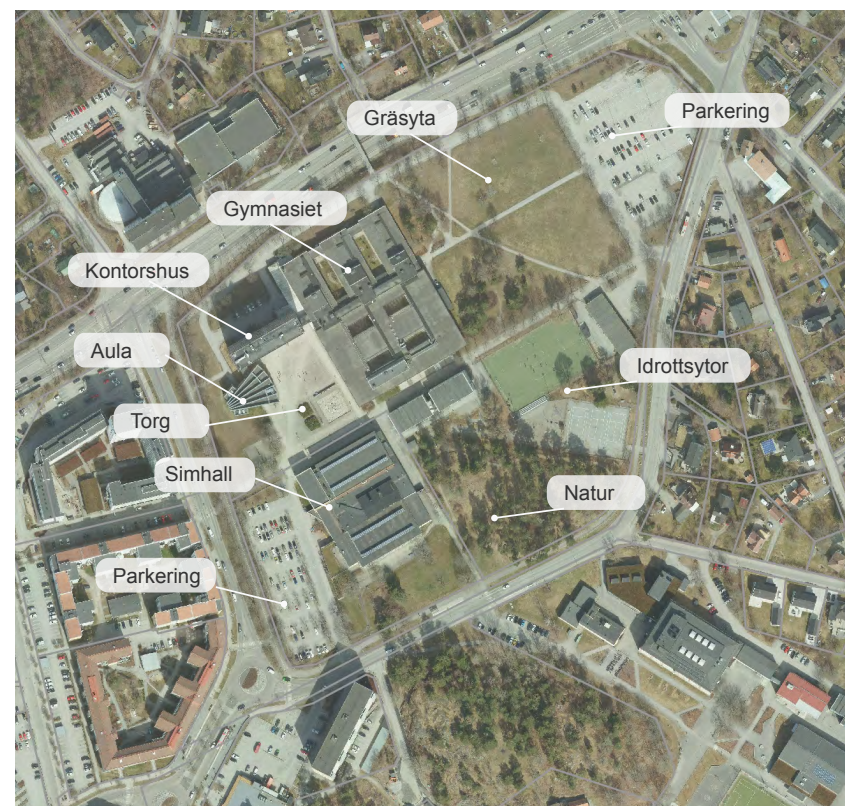 Parkering
Gräsyta
Gymnasiet
Kontorshus
Aula
Idrottsytor
Torg
Simhall
Natur
Parkering